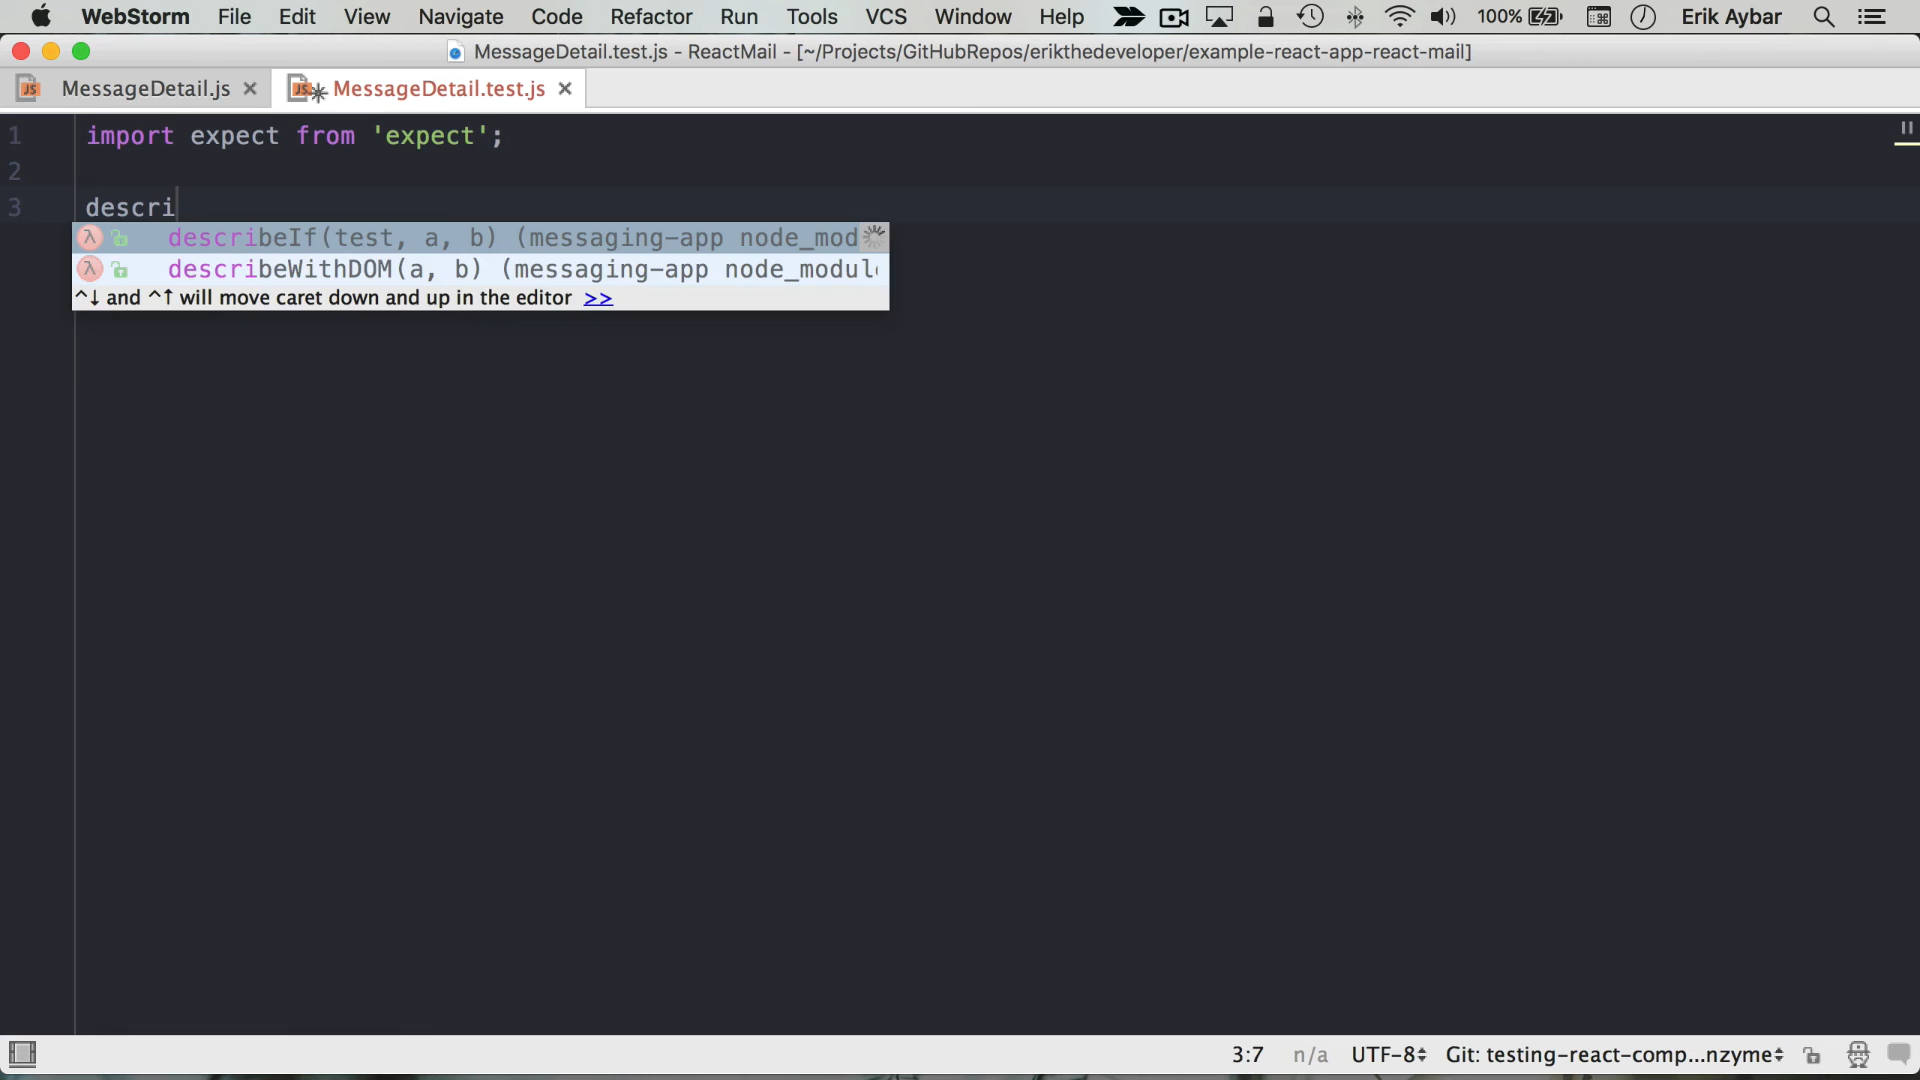 WebStorm File Edit View Navigate Code Refactor Run Tools VCS Window Help 100% Erik Aybar
MessageDetail.test.js - ReactMail - [~/Projects/GitHubRepos/erikthedeveloper/example-react-app-react-mail]
MessageDetail.js MessageDetail.test.js
1 import expect from 'expect';
2
3 descri
describeIf(test, a, b) (messaging-app node_mod
describeWithDOM(a, b) (messaging-app node_modul
^↓ and ^↑ will move caret down and up in the editor >>
3:7 n/a UTF-8 Git: testing-react-comp...nzyme